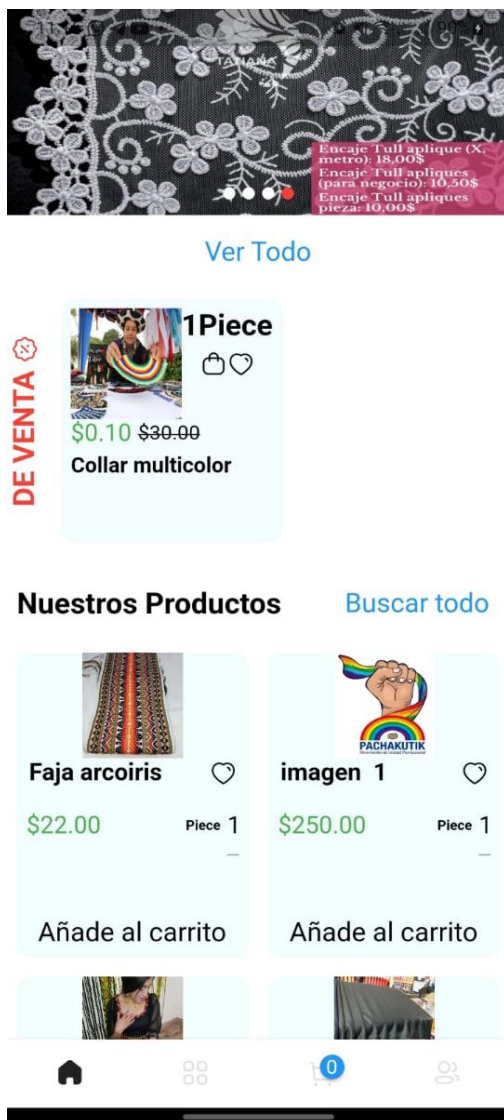 TATIANA
Encaje Tull aplique (X
metro): 18,00$
Encaje Tull apliques
(para negocio): 10,50$
Encaje Tull apliques
pieza: 10,00$
Ver Todo
DE VENTA
1Piece
$0.10 $30.00
Collar multicolor
Nuestros Productos Buscar todo
PACHAKUTIK
Faja arcoiris
imagen 1
$22.00 Piece 1
$250.00 Piece 1
Añade al carrito
Añade al carrito
0